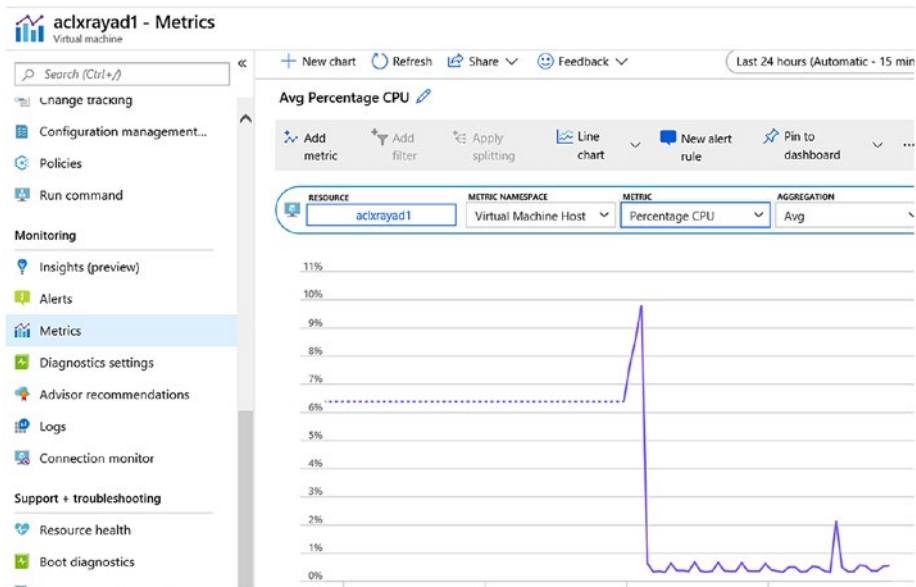 aclxrayad1 - Metrics
Virtual machine
Search (Ctrl+/)
«
Change tracking
Configuration management...
Policies
Run command
Monitoring
Insights (preview)
Alerts
Metrics
Diagnostics settings
Advisor recommendations
Logs
Connection monitor
Support + troubleshooting
Resource health
Boot diagnostics
New chart Refresh Share Feedback
Last 24 hours (Automatic - 15 min
Avg Percentage CPU
Add metric
Add filter
Apply splitting
Line chart
New alert rule
Pin to dashboard
...
RESOURCE METRIC NAMESPACE METRIC AGGREGATION
aclxrayad1 Virtual Machine Host Percentage CPU Avg
11%
10%
9%
8%
7%
6%
5%
4%
3%
2%
1%
0%